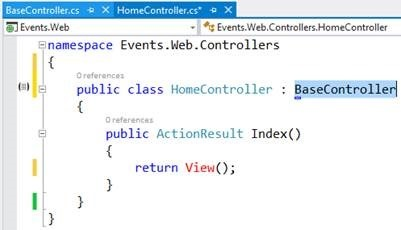 BaseController.cs HomeController.cs*
Events.Web Events.Web.Controllers.HomeController
namespace Events.Web.Controllers
{
0 references
public class HomeController : BaseController
{
0 references
public ActionResult Index()
{
return View();
}
}
}